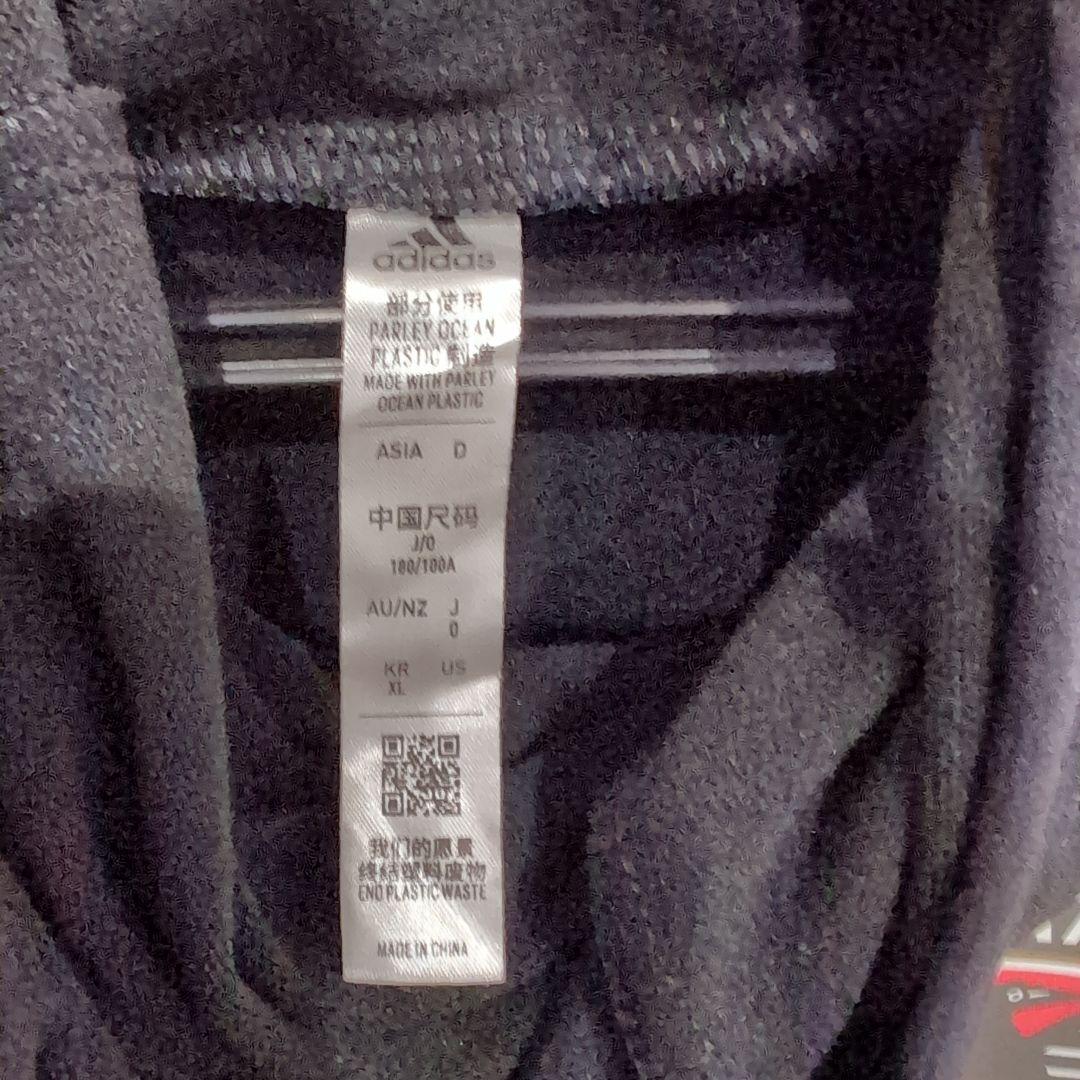 adidas
部分使用
PARLEY OCEAN
PLASTIC 制造
MADE WITH PARLEY
OCEAN PLASTIC
ASIA D
中国尺码
J/O
180/100A
AU/NZ J
O
KR US
XL
我们的愿景
终结塑料废物
END PLASTIC WASTE
MADE IN CHINA